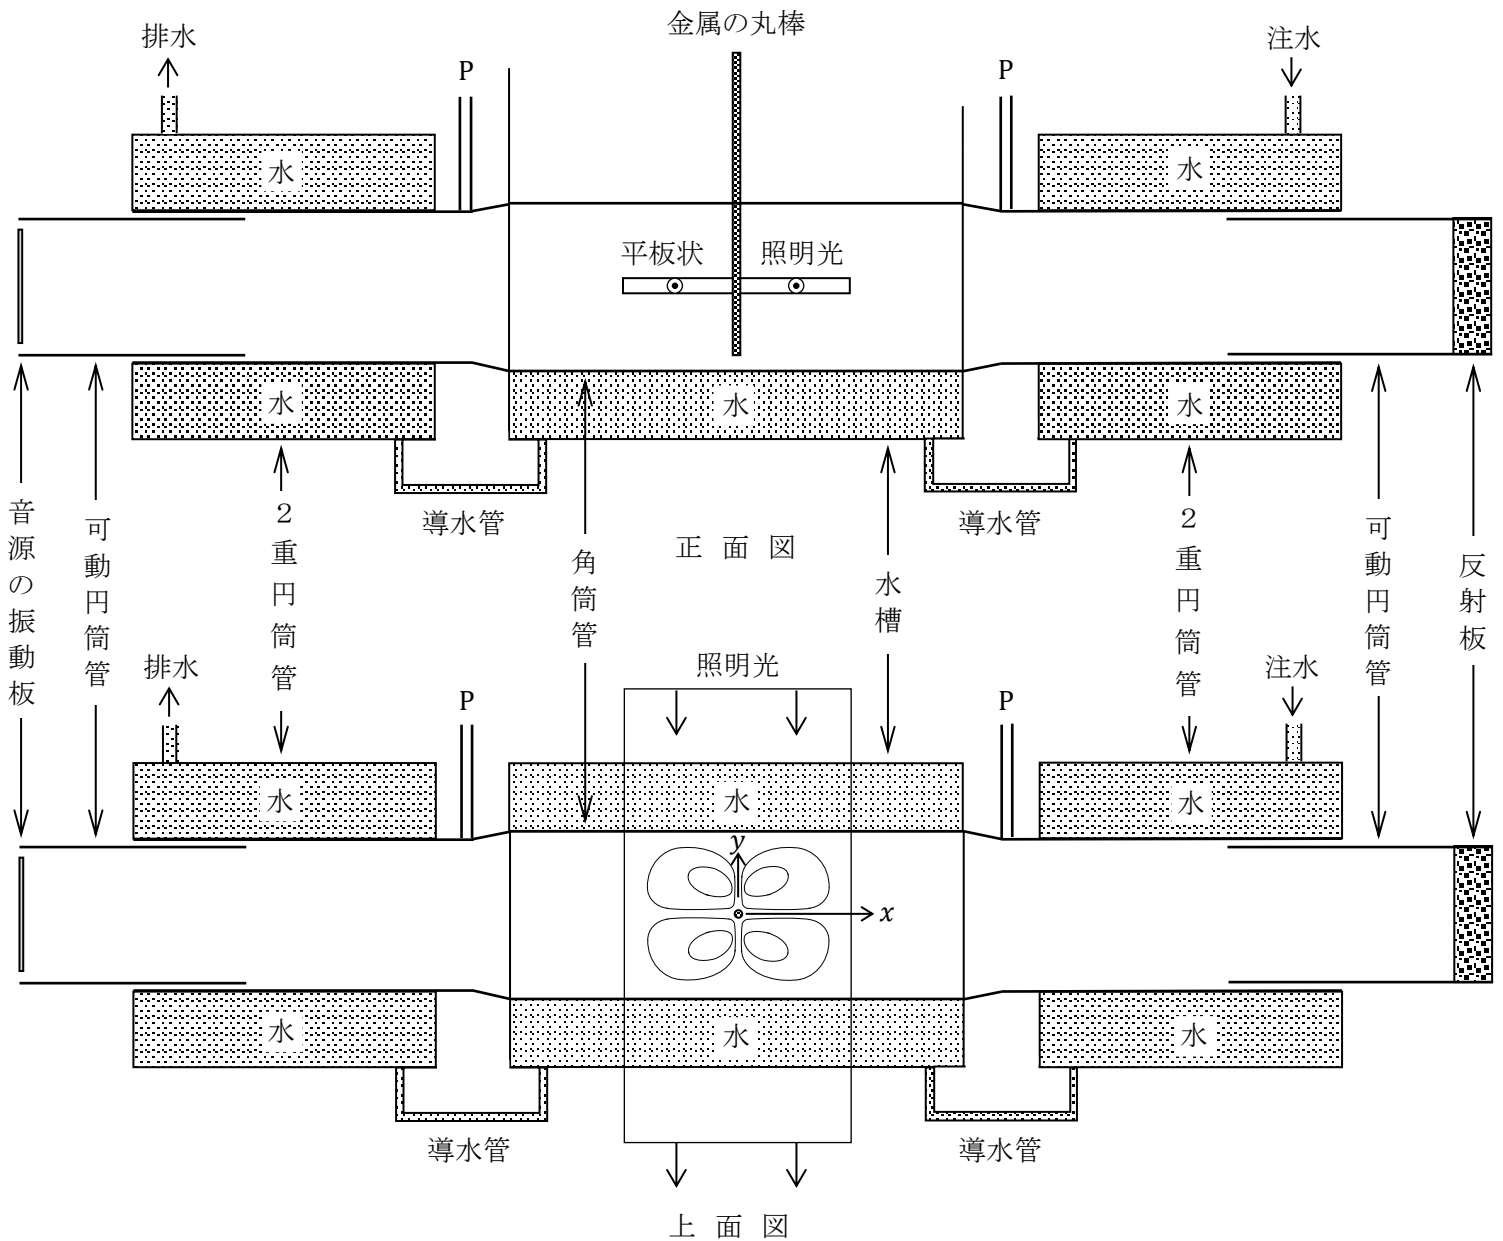 金属の丸棒
排水
注水
P
P
水
水
平板状
照明光
水
水
水
導水管
導水管
正面図
音源の振動板
可動円筒管
2重円筒管
角筒管
水槽
2重円筒管
可動円筒管
反射板
照明光
排水
注水
P
P
水
水
水
y
x
水
水
水
導水管
導水管
上面図